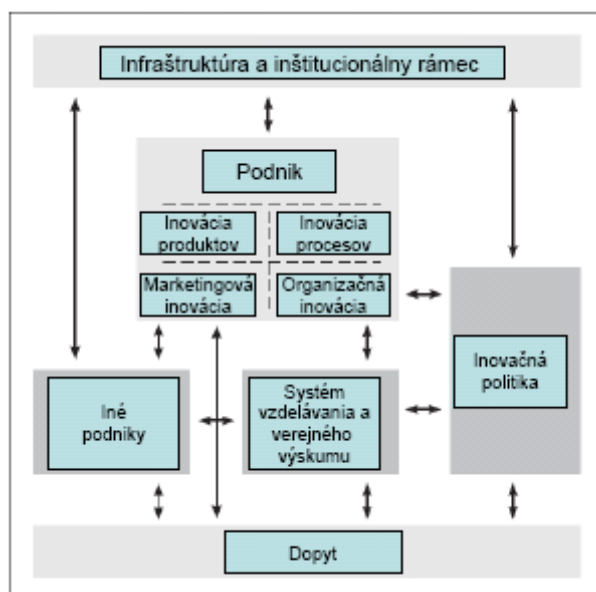 Infraštruktúra a inštitucionálny rámec
Podnik
Inovácia
produktov
Inovácia
procesov
Marketingová
inovácia
Organizačná
inovácia
Inovačná
politika
Iné
podniky
Systém
vzdelávania a
verejného
výskumu
Dopyt